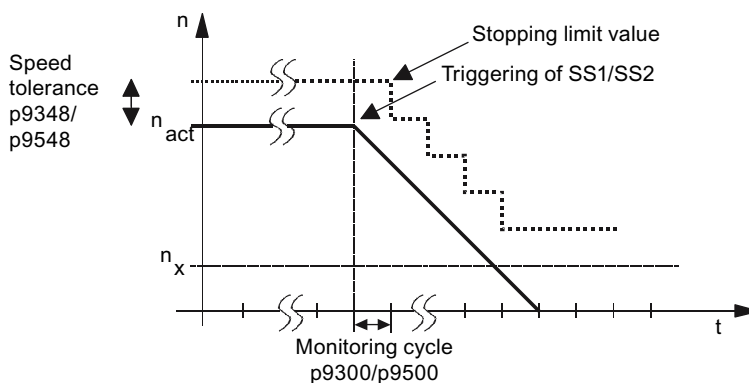 n
Stopping limit value
Triggering of SS1/SS2
Speed
tolerance
p9348/
p9548
n act
n x
t
Monitoring cycle
p9300/p9500